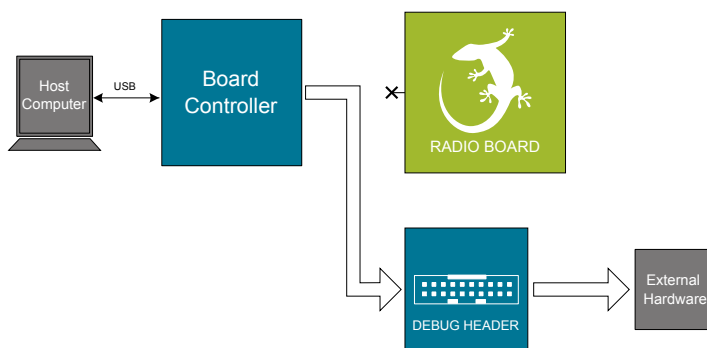 Host
Computer
USB
Board
Controller
RADIO BOARD
DEBUG HEADER
External
Hardware